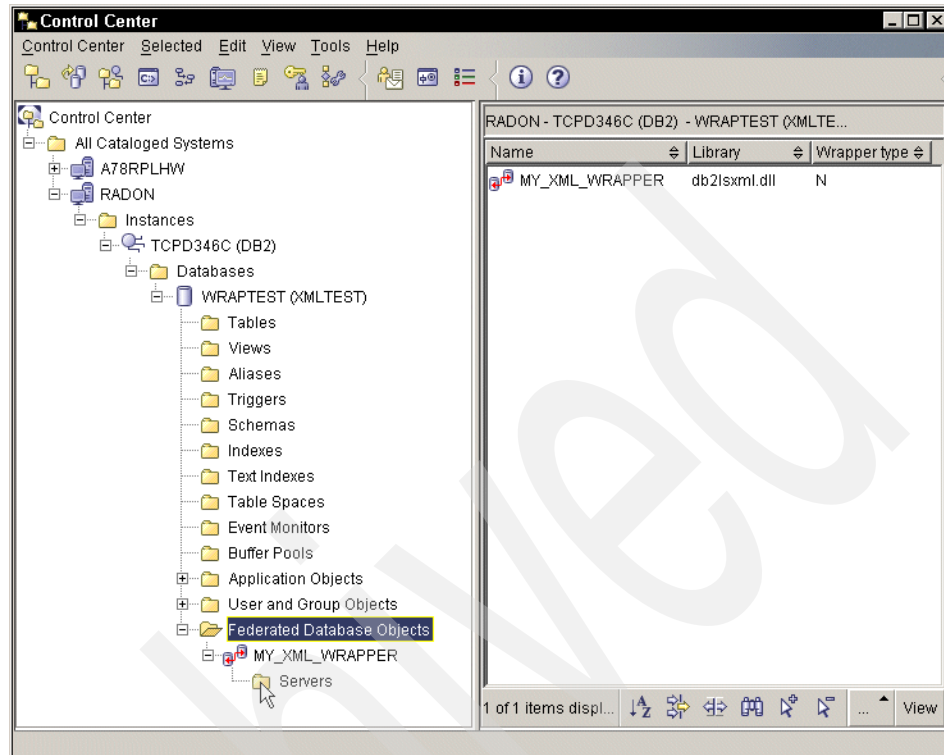 Control Center
Control Center Selected Edit View Tools Help
Control Center
All Cataloged Systems
A78RPLHW
RADON
Instances
TCPD346C (DB2)
Databases
WRAPTEST (XMLTEST)
Tables
Views
Aliases
Triggers
Schemas
Indexes
Text Indexes
Table Spaces
Event Monitors
Buffer Pools
Application Objects
User and Group Objects
Federated Database Objects
MY_XML_WRAPPER
Servers
RADON - TCPD346C (DB2) - WRAPTEST (XMLTE...
Name Library Wrapper type
MY_XML_WRAPPER db2lsxml.dll N
1 of 1 items displ... ... View
hived